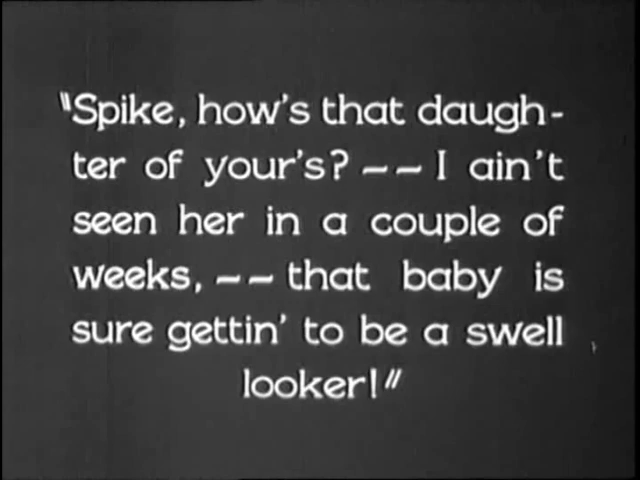 "Spike, how's that daugh-
ter of your's? -- I ain't
seen her in a couple of
weeks, -- that baby is
sure gettin' to be a swell
looker!"